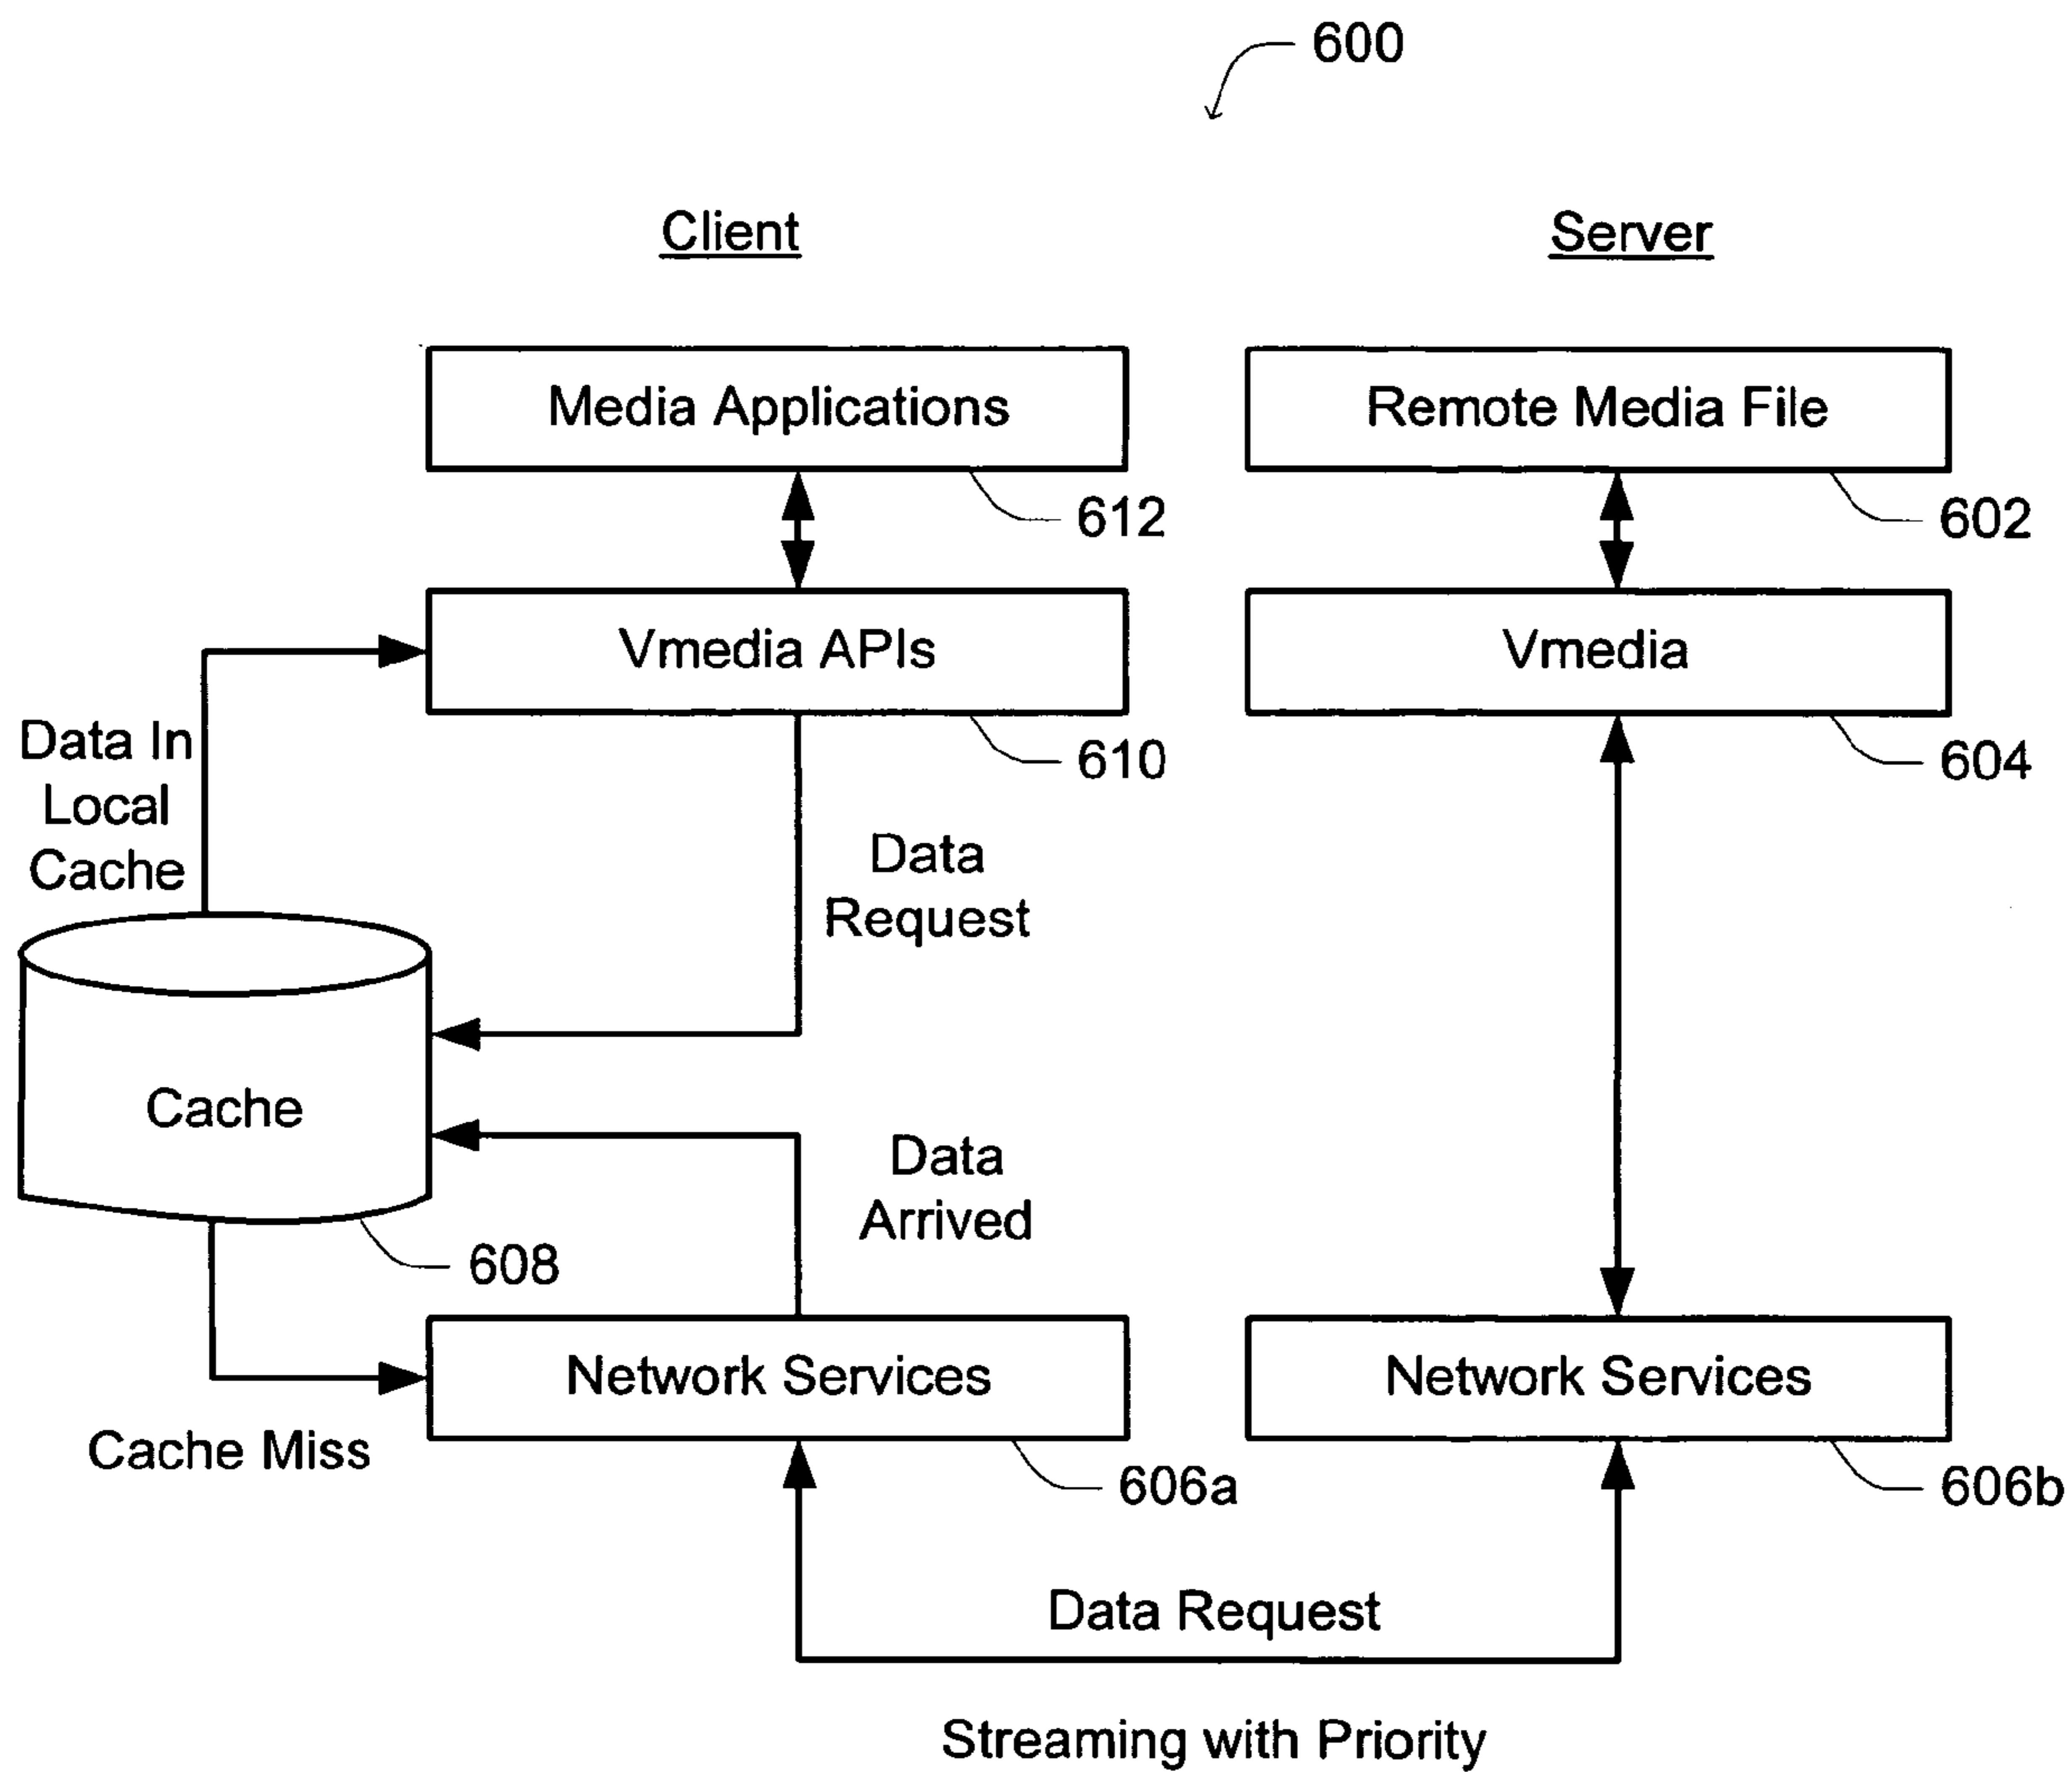 600
Client
Server
Media Applications
Remote Media File
612
602
Vmedia APIs
Vmedia
610
604
Data In
Local
Cache
Data
Request
Cache
Data
Arrived
608
Network Services
Network Services
Cache Miss
606a
606b
Data Request
Streaming with Priority